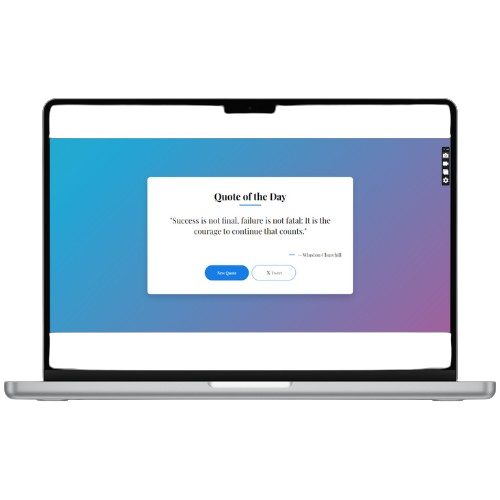 Quote of the Day
"Success is not final, failure is not fatal: It is the
courage to continue that counts."
— Winston Churchill
New Quote
X Tweet